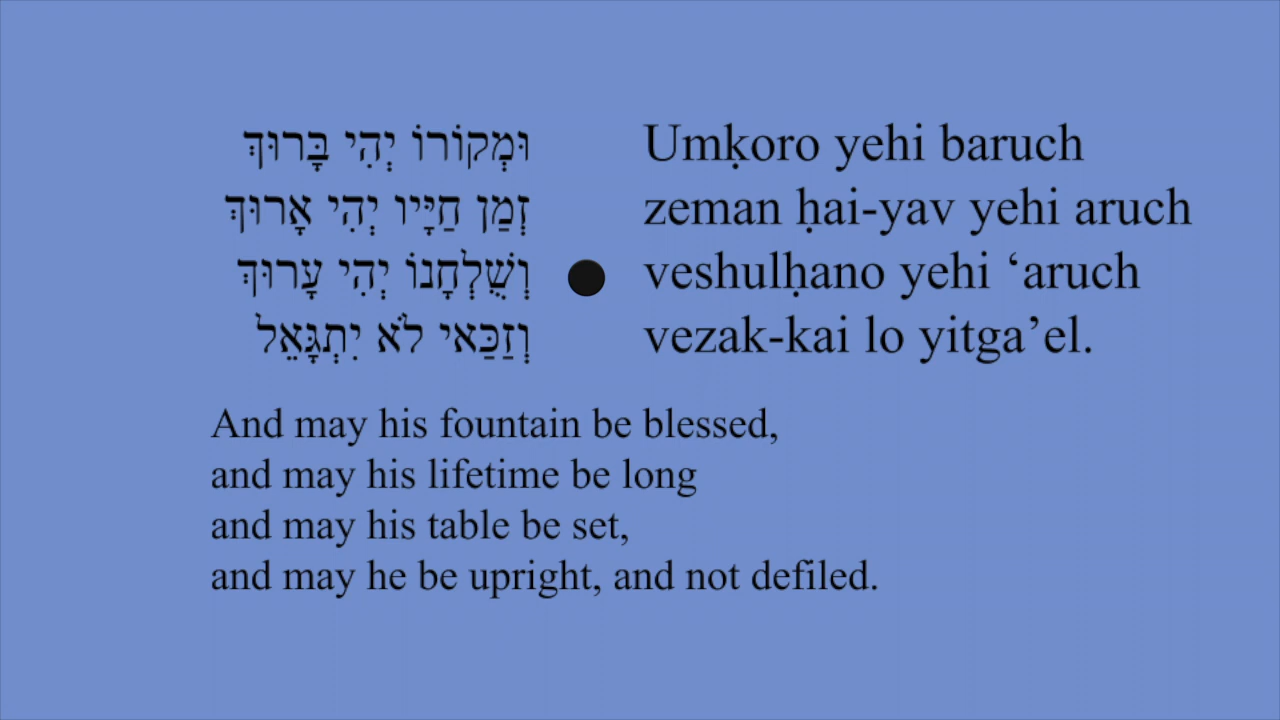 וּמְקוֹרוֹ יְהִי בָּרוּךְ
זְמַן חַיָּיו יְהִי אָרוּךְ
וְשֻׁלְחָנוֹ יְהִי עָרוּךְ
וְזַכַּאי לֹא יִתְגָּאֵל
Umḳoro yehi baruch
zeman ḥai-yav yehi aruch
veshulḥano yehi ‘aruch
vezak-kai lo yitga’el.
And may his fountain be blessed,
and may his lifetime be long
and may his table be set,
and may he be upright, and not defiled.